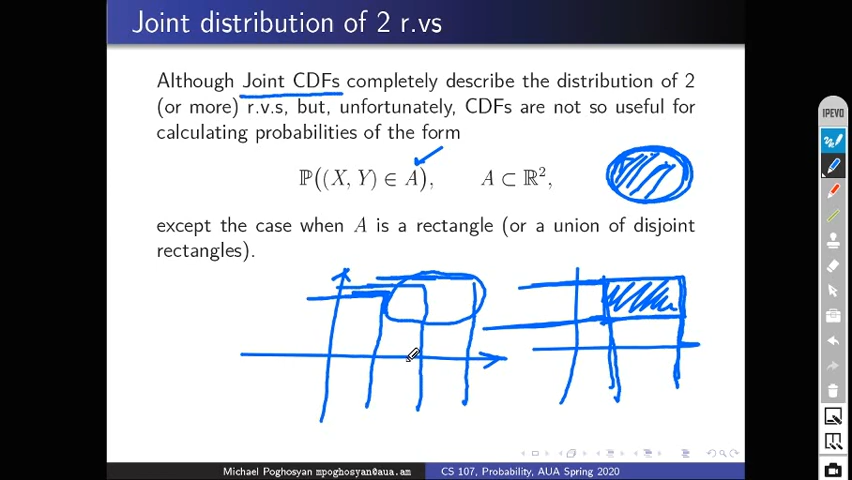 Joint distribution of 2 r.vs
Although Joint CDFs completely describe the distribution of 2
(or more) r.v.s, but, unfortunately, CDFs are not so useful for
calculating probabilities of the form
ℙ((X, Y) ∈ A), A ⊂ ℝ²,
except the case when A is a rectangle (or a union of disjoint
rectangles).
IPEVO
Michael Poghosyan mpoghosyan@aua.am CS 107, Probability, AUA Spring 2020